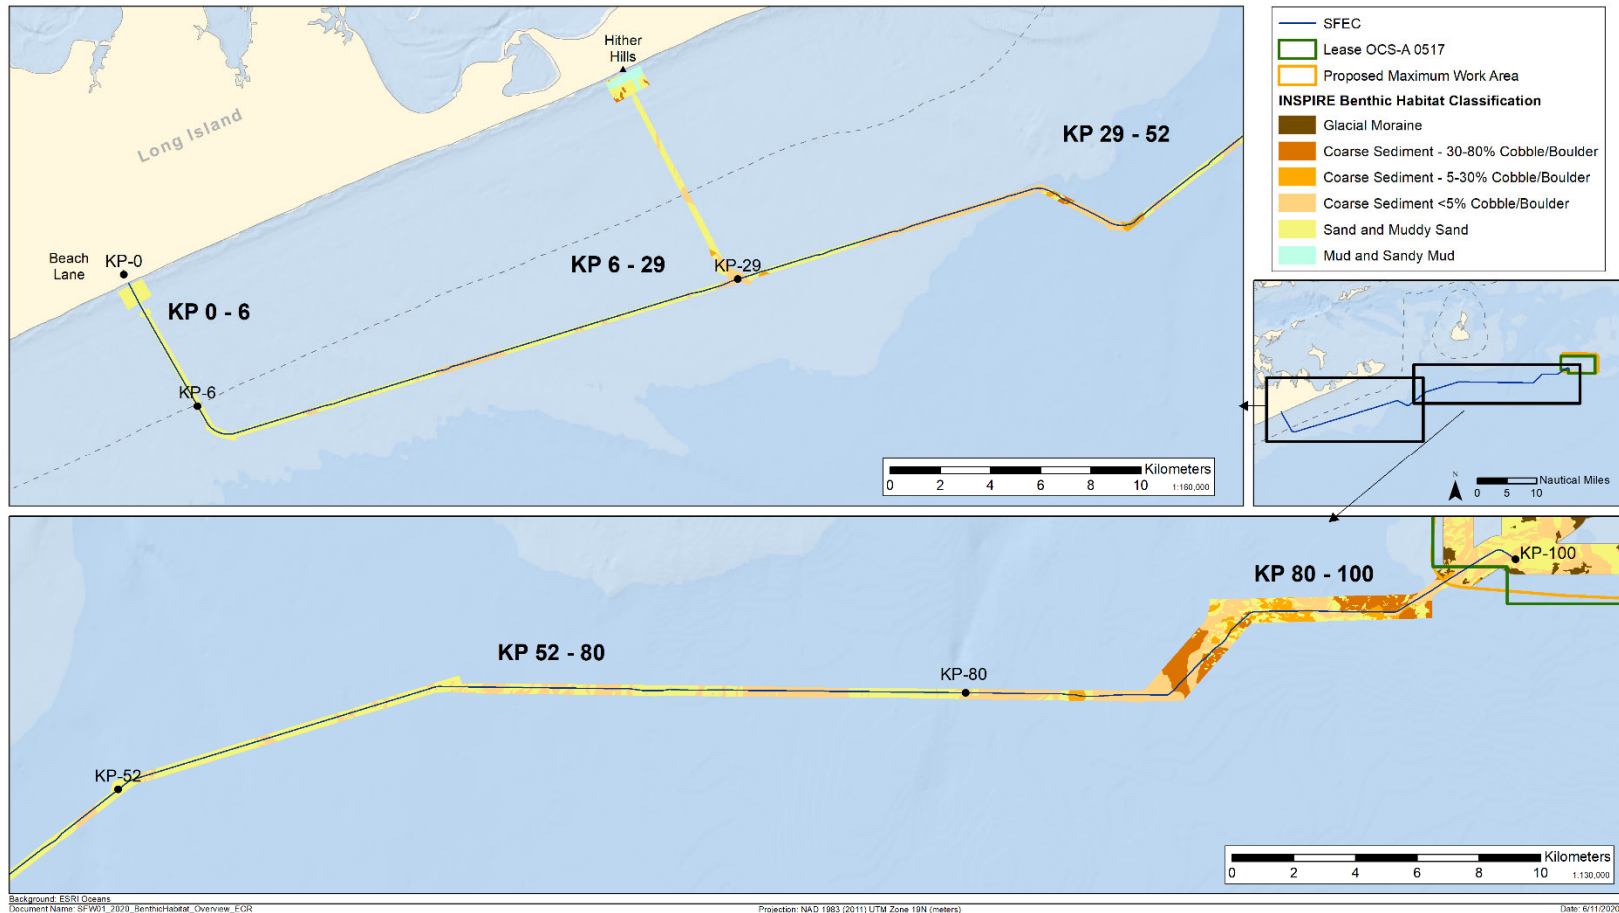 Hither
Hills
Long Island
KP 29 - 52
Beach
Lane
KP-0
KP 6 - 29
KP-29
KP 0 - 6
KP-6
Kilometers
0 2 4 6 8 10
1:160,000
SFEC
Lease OCS-A 0517
Proposed Maximum Work Area
INSPIRE Benthic Habitat Classification
Glacial Moraine
Coarse Sediment - 30-80% Cobble/Boulder
Coarse Sediment - 5-30% Cobble/Boulder
Coarse Sediment <5% Cobble/Boulder
Sand and Muddy Sand
Mud and Sandy Mud
N
Nautical Miles
0 5 10
KP-100
KP 80 - 100
KP 52 - 80
KP-80
KP-52
Kilometers
0 2 4 6 8 10
1:130,000
Background: ESRI Oceans
Document Name: SFW01_2020_BenthicHabitat_Overview_ECR
Projection: NAD 1983 (2011) UTM Zone 19N (meters)
Date: 6/11/2020